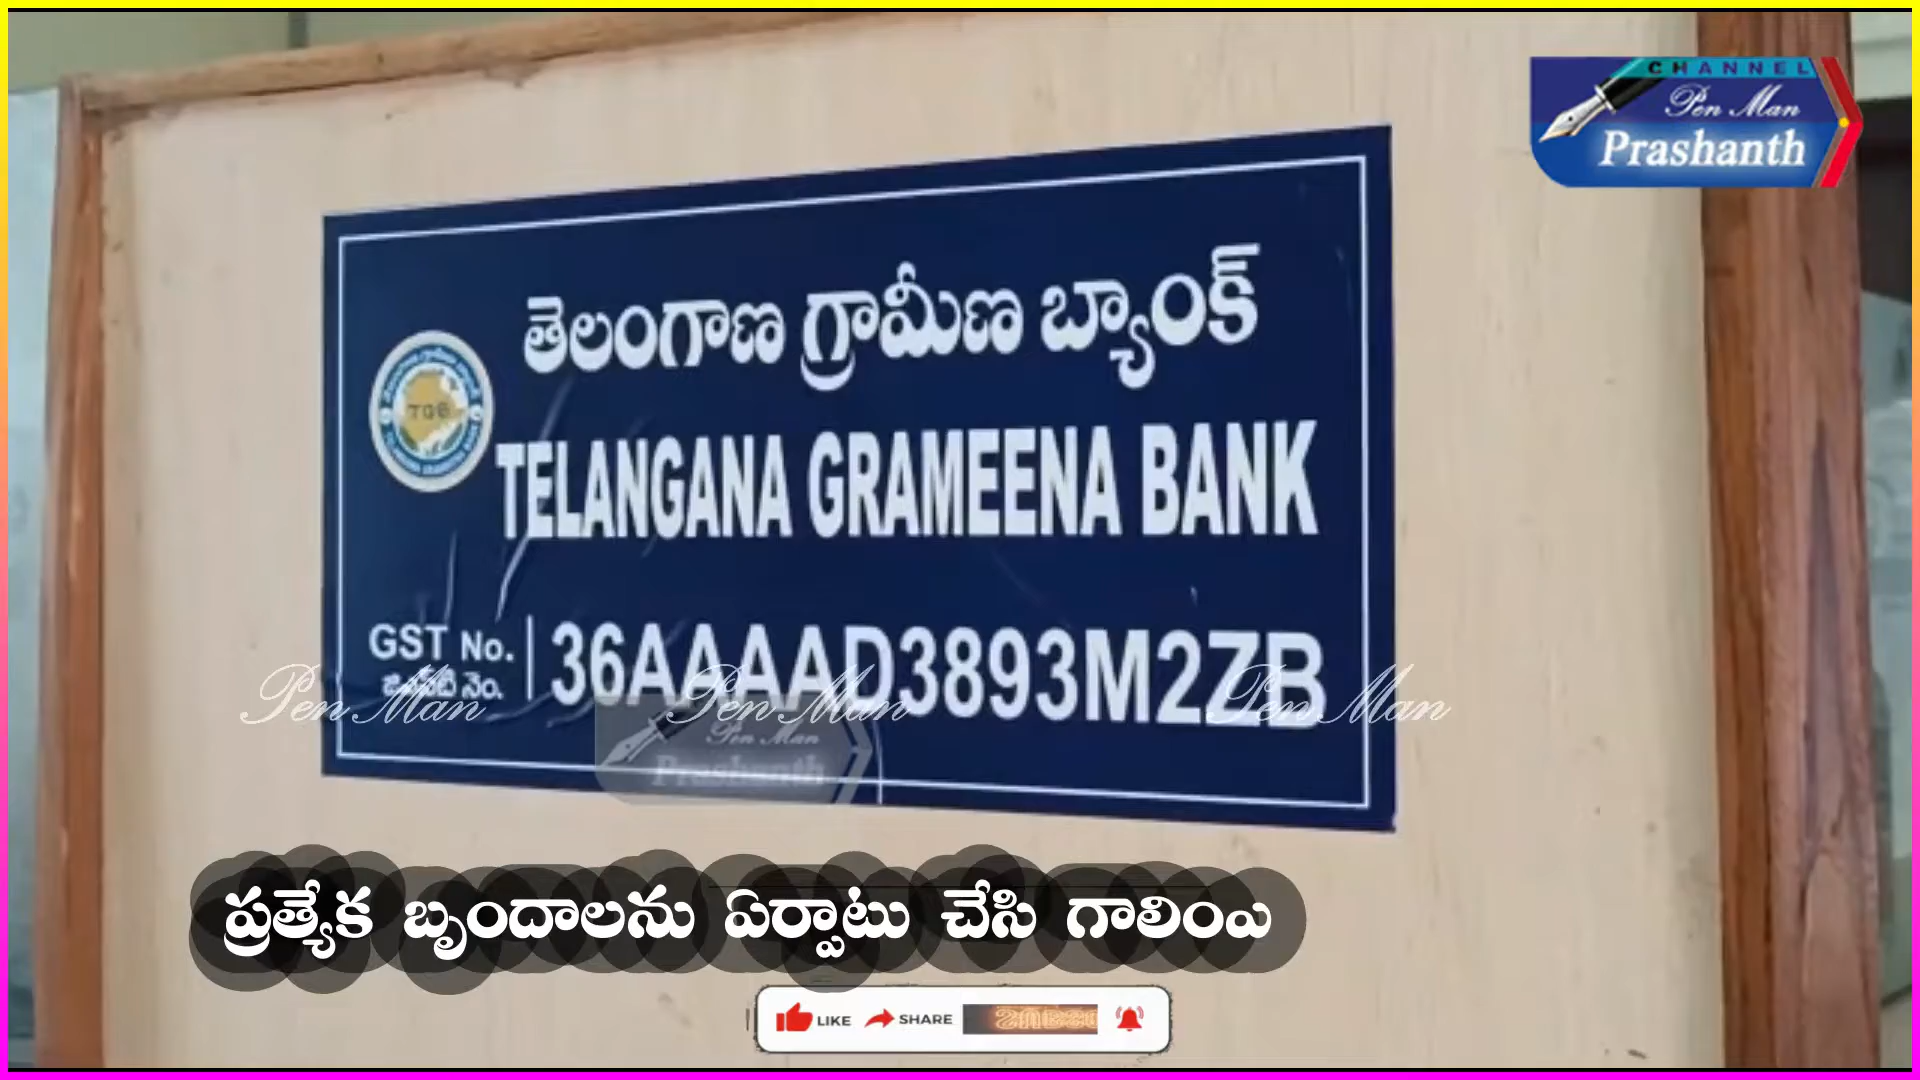 CHANNEL
Pen Man
Prashanth
తెలంగాణ గ్రామీణ బ్యాంక్
TGB
TELANGANA GRAMEENA BANK
GST No. 36AAAAD3893M2ZB
జిఎస్‌టి నెం.
Pen Man Pen Man Pen Man
Pen Man
Prashanth
ప్రత్యేక బృందాలను ఏర్పాటు చేసి గాలింపు
LIKE SHARE